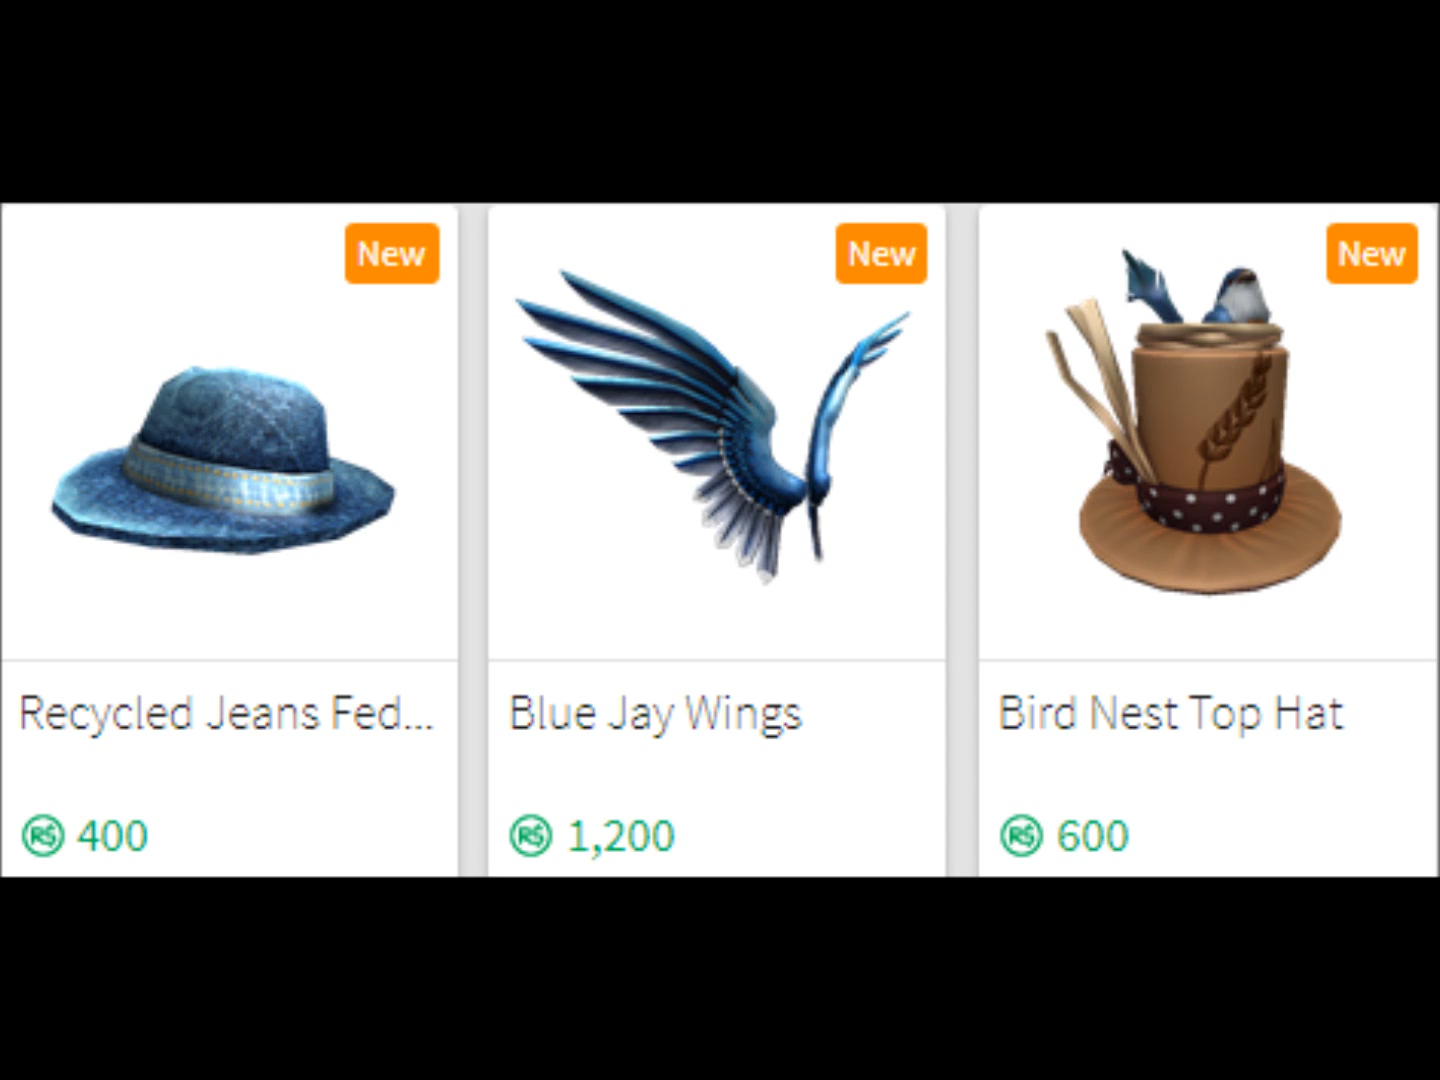 New
New
New
Recycled Jeans Fed...
Blue Jay Wings
Bird Nest Top Hat
R$ 400
R$ 1,200
R$ 600